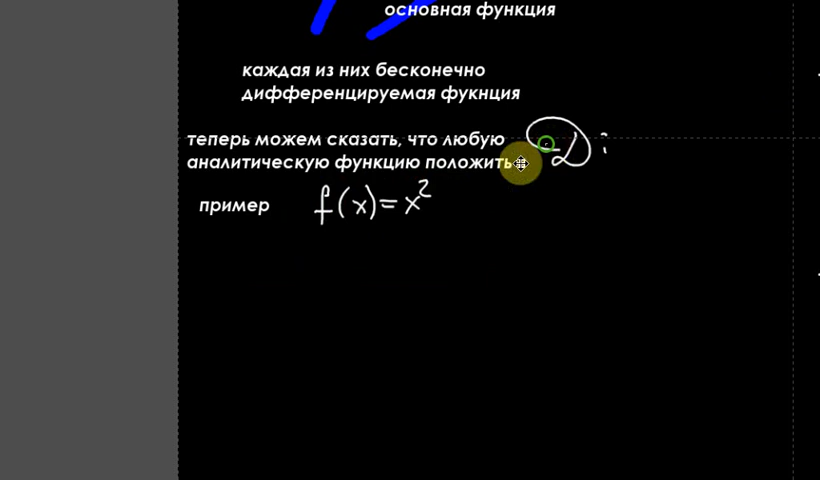 основная функция
каждая из них бесконечно
дифференцируемая фукнция
теперь можем сказать, что любую D:
аналитическую функцию положить
пример f(x)=x²